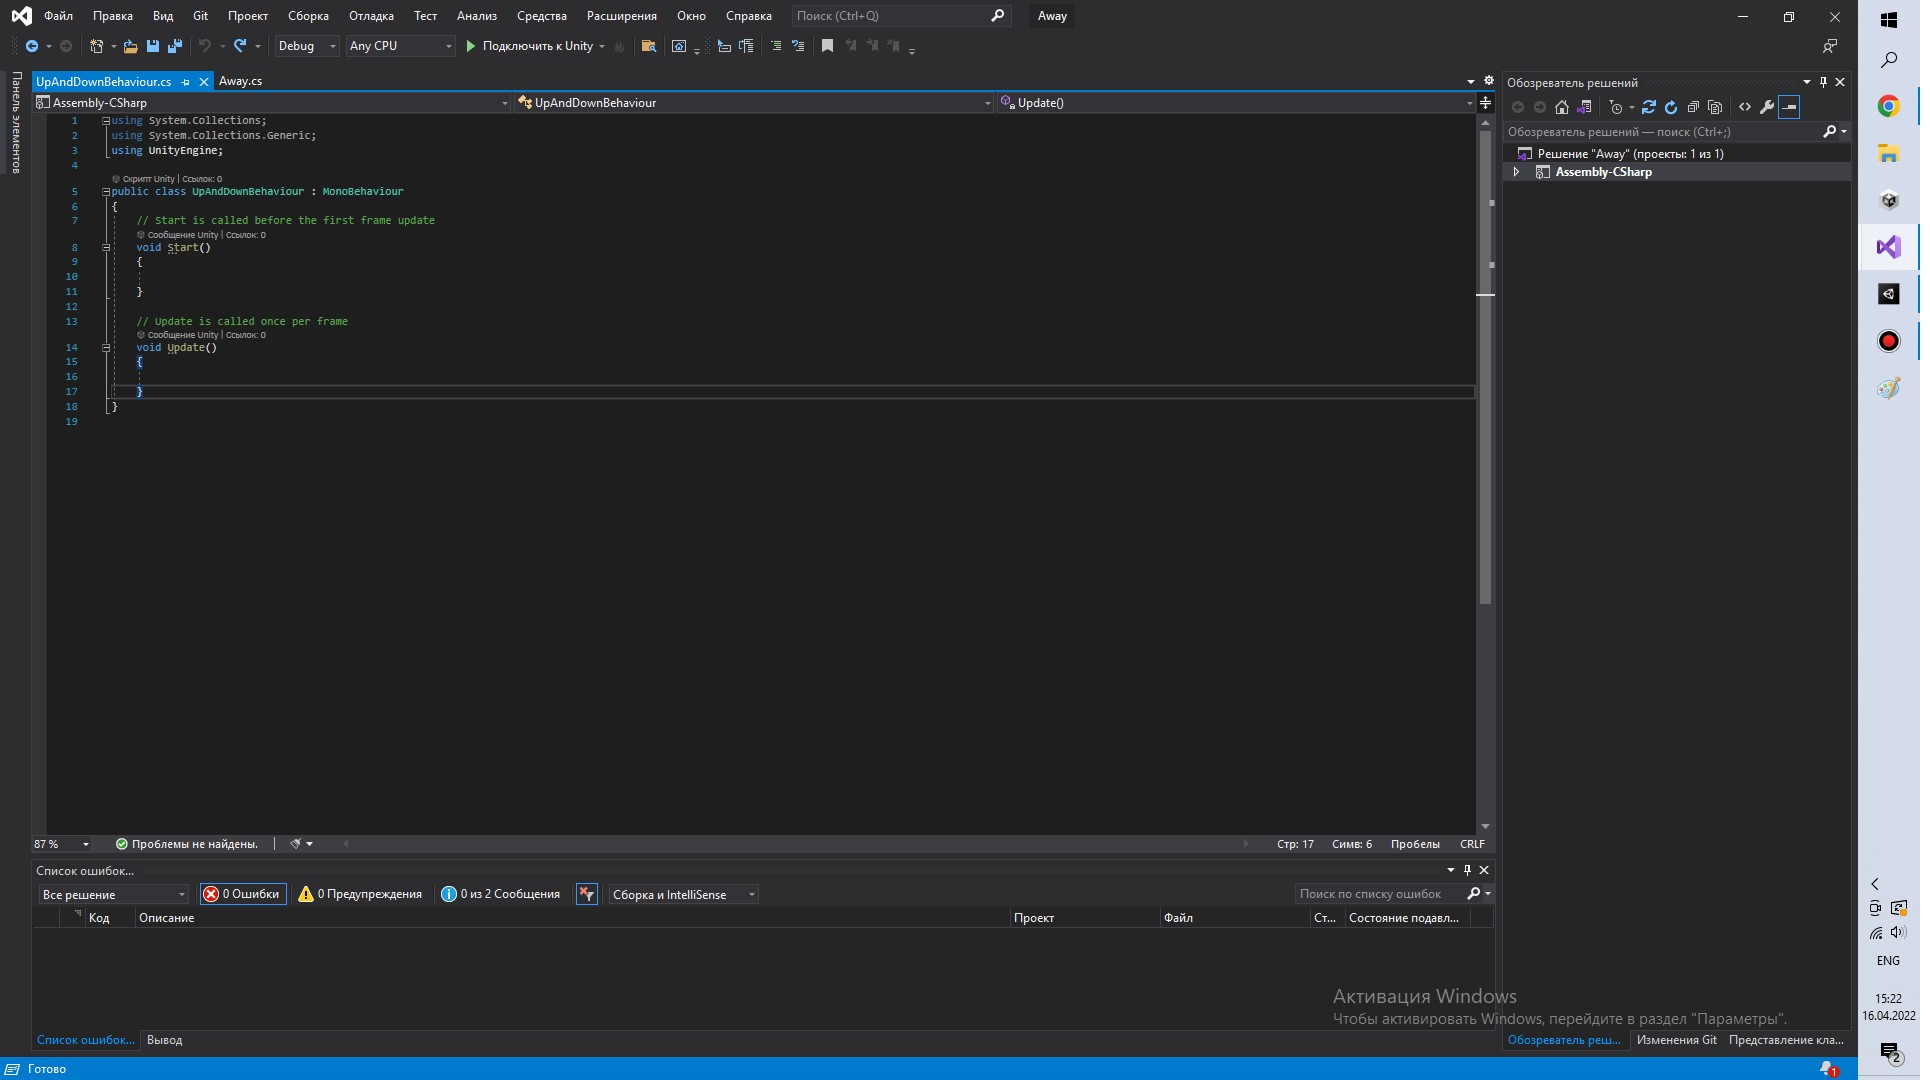 Файл Правка Вид Git Проект Сборка Отладка Тест Анализ Средства Расширения Окно Справка Поиск (Ctrl+Q) Away
Debug Any CPU Подключить к Unity
Панель элементов
UpAndDownBehaviour.cs Away.cs
Assembly-CSharp UpAndDownBehaviour Update()
1 using System.Collections;
2 using System.Collections.Generic;
3 using UnityEngine;
4
Скрипт Unity | Ссылок: 0
5 public class UpAndDownBehaviour : MonoBehaviour
6 {
7 // Start is called before the first frame update
Сообщение Unity | Ссылок: 0
8 void Start()
9 {
10
11 }
12
13 // Update is called once per frame
Сообщение Unity | Ссылок: 0
14 void Update()
15 {
16
17 }
18 }
19
87 % Проблемы не найдены. Стр: 17 Симв: 6 Пробелы CRLF
Список ошибок...
Все решение 0 Ошибки 0 Предупреждения 0 из 2 Сообщения Сборка и IntelliSense Поиск по списку ошибок
Код Описание Проект Файл Ст... Состояние подавл...
Список ошибок... Вывод
Готово
Обозреватель решений
Обозреватель решений — поиск (Ctrl+;)
Решение "Away" (проекты: 1 из 1)
Assembly-CSharp
Активация Windows
Чтобы активировать Windows, перейдите в раздел "Параметры".
Обозреватель реш... Изменения Git Представление кла...
1
ENG
15:22
16.04.2022
2